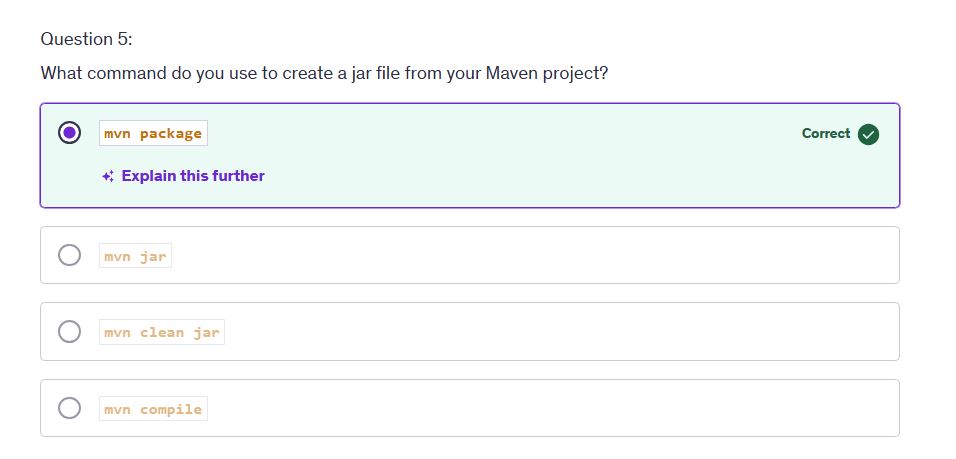 Question 5:
What command do you use to create a jar file from your Maven project?
mvn package
Correct
Explain this further
mvn jar
mvn clean jar
mvn compile